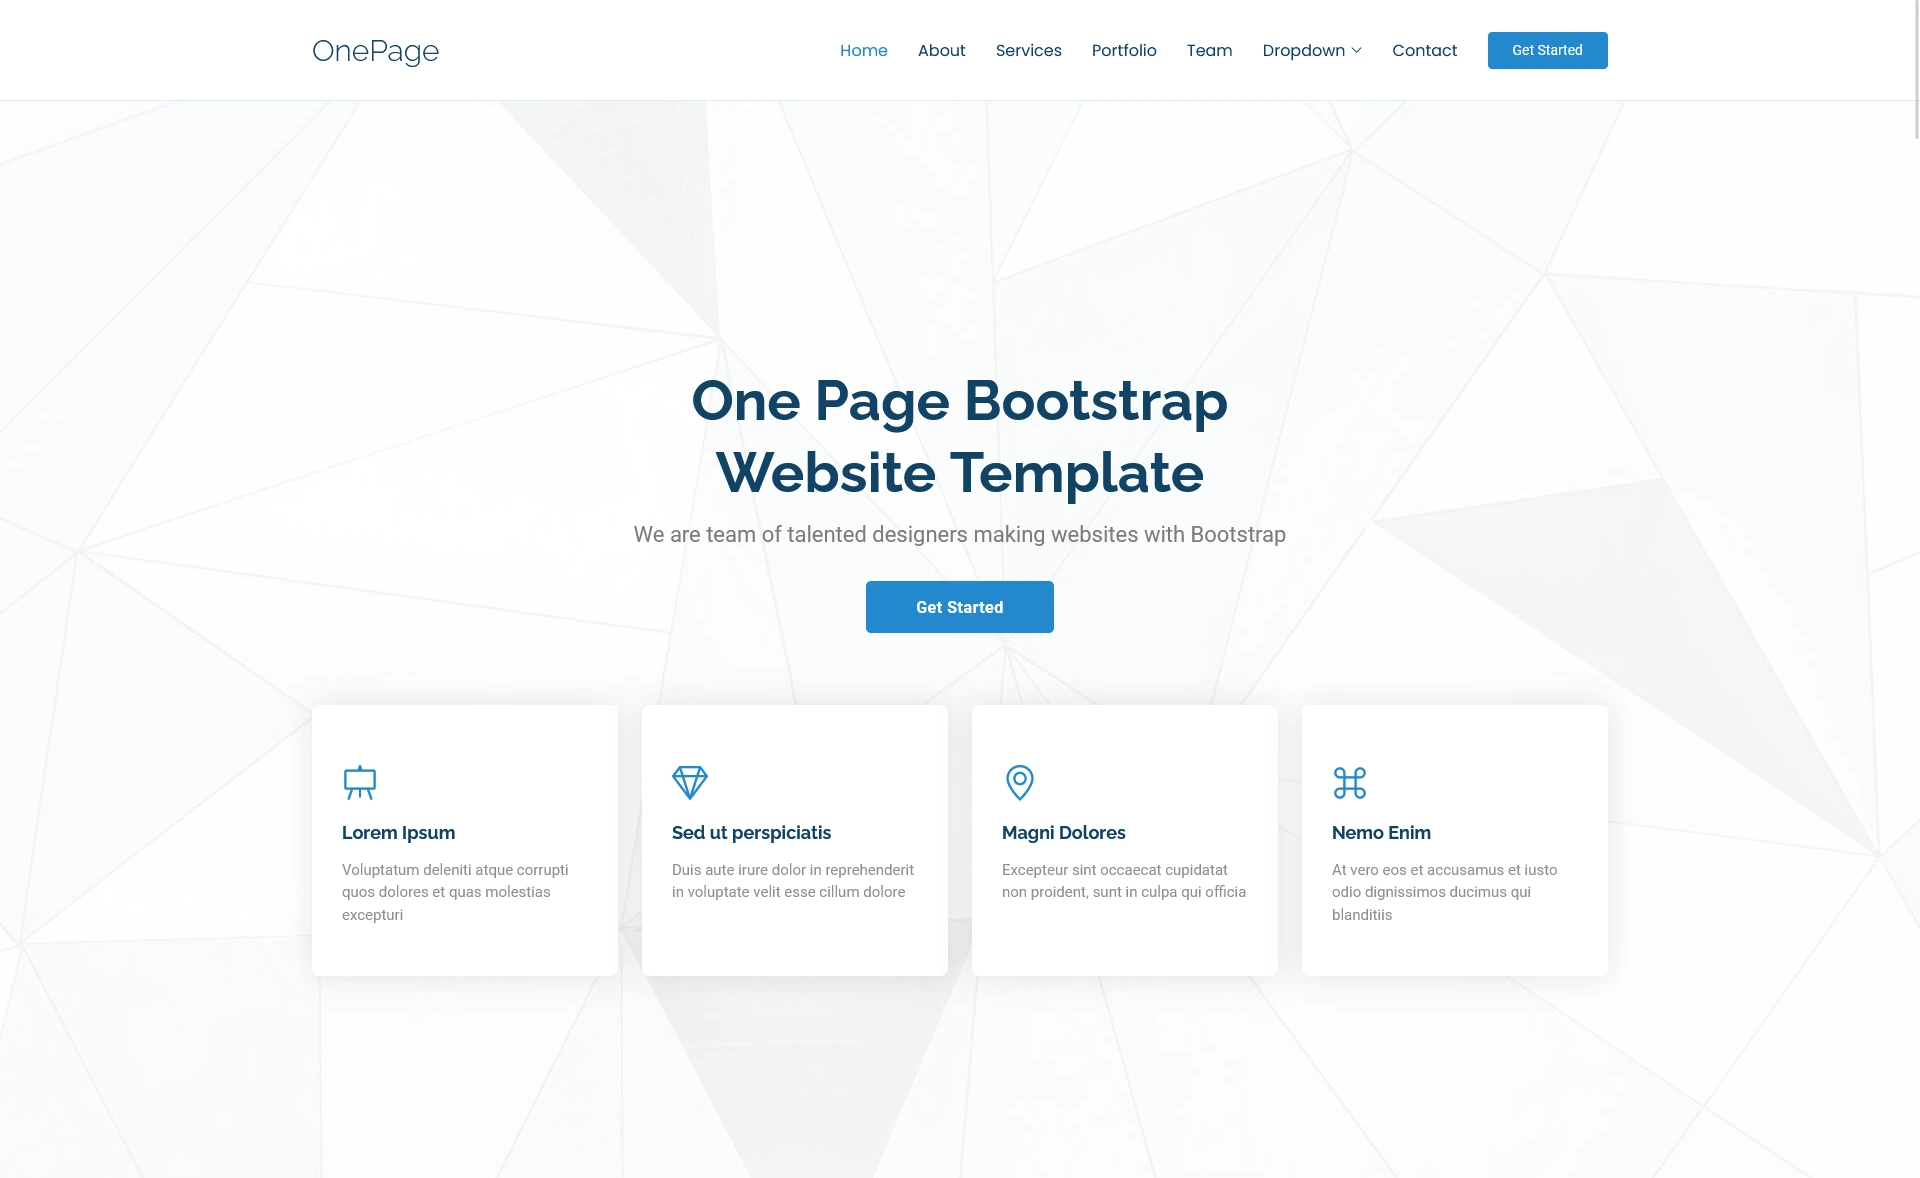 OnePage
Home About Services Portfolio Team Dropdown Contact Get Started
One Page Bootstrap
Website Template
We are team of talented designers making websites with Bootstrap
Get Started
Lorem Ipsum
Voluptatum deleniti atque corrupti
quos dolores et quas molestias
excepturi
Sed ut perspiciatis
Duis aute irure dolor in reprehenderit
in voluptate velit esse cillum dolore
Magni Dolores
Excepteur sint occaecat cupidatat
non proident, sunt in culpa qui officia
Nemo Enim
At vero eos et accusamus et iusto
odio dignissimos ducimus qui
blanditiis